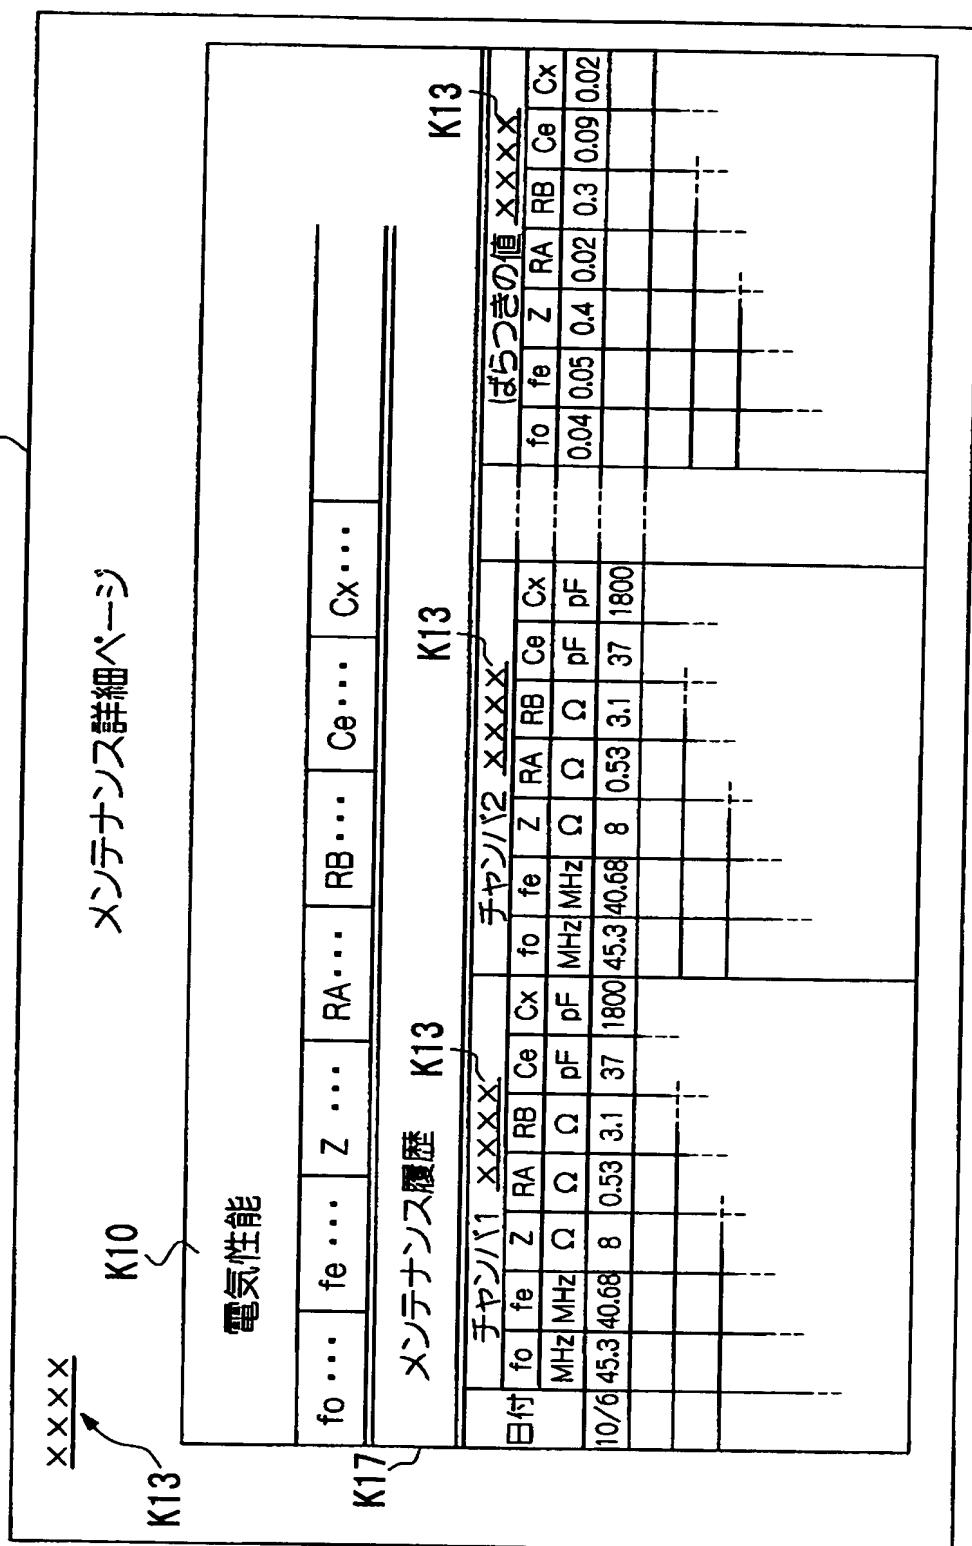 ××××
K13
メンテナンス詳細ページ
K10
電気性能
fo ･･･ fe ･･･ Z ･･･ RA･･･ RB･･･ Ce･･･ Cx･･･
K17
メンテナンス履歴
K13 K13 K13
日付 チャンバ1 ×××× チャンバ2 ×××× ばらつきの値 ××××
fo fe Z RA RB Ce Cx fo fe Z RA RB Ce Cx fo fe Z RA RB Ce Cx
MHz MHz Ω Ω Ω pF pF MHz MHz Ω Ω Ω pF pF 0.04 0.05 0.4 0.02 0.3 0.09 0.02
10/6 45.3 40.68 8 0.53 3.1 37 1800 45.3 40.68 8 0.53 3.1 37 1800